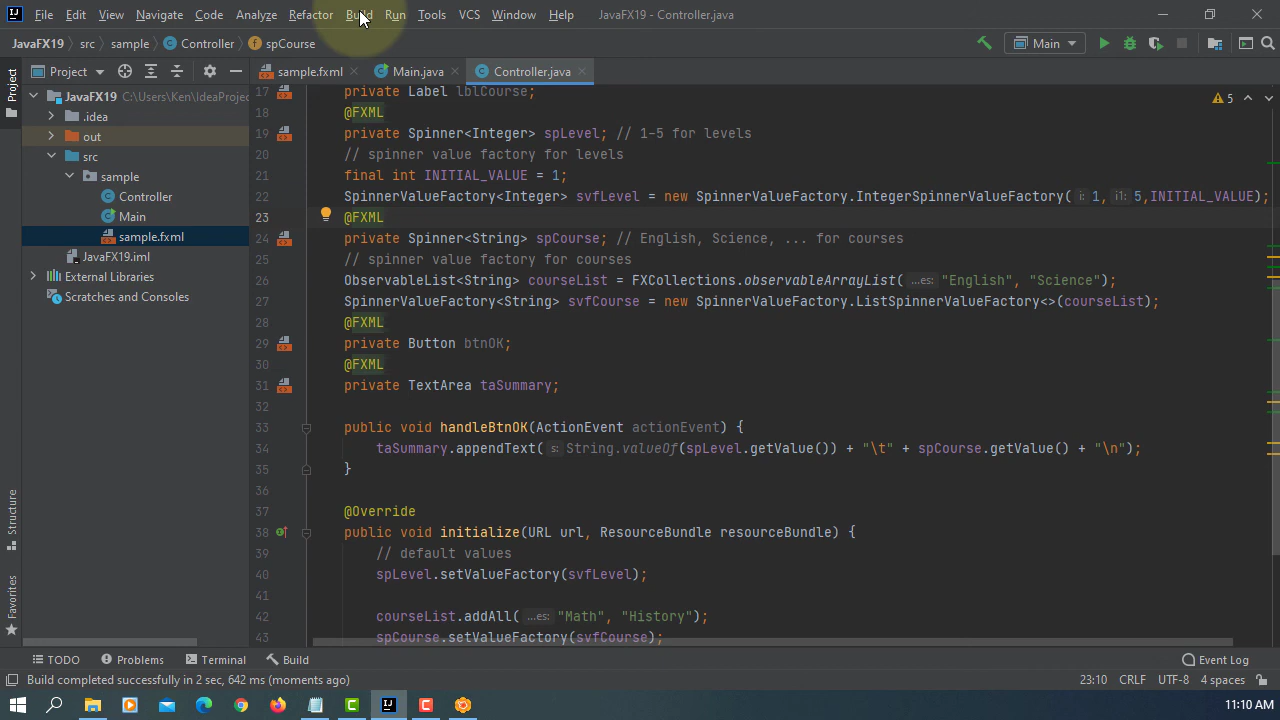 File Edit View Navigate Code Analyze Refactor Build Run Tools VCS Window Help JavaFX19 - Controller.java
JavaFX19 src sample Controller spCourse Main
Project
Project
sample.fxml Main.java Controller.java
JavaFX19 C:\Users\Ken\IdeaProjec
.idea
out
src
sample
Controller
Main
sample.fxml
JavaFX19.iml
External Libraries
Scratches and Consoles
5
17 private Label lblCourse;
18 @FXML
19 private Spinner<Integer> spLevel; // 1-5 for levels
20 // spinner value factory for levels
21 final int INITIAL_VALUE = 1;
22 SpinnerValueFactory<Integer> svfLevel = new SpinnerValueFactory.IntegerSpinnerValueFactory( i: 1, i1: 5,INITIAL_VALUE);
23 @FXML
24 private Spinner<String> spCourse; // English, Science, ... for courses
25 // spinner value factory for courses
26 ObservableList<String> courseList = FXCollections.observableArrayList( ...es: "English", "Science");
27 SpinnerValueFactory<String> svfCourse = new SpinnerValueFactory.ListSpinnerValueFactory<>(courseList);
28 @FXML
29 private Button btnOK;
30 @FXML
31 private TextArea taSummary;
32
33 public void handleBtnOK(ActionEvent actionEvent) {
34 taSummary.appendText( s: String.valueOf(spLevel.getValue()) + "\t" + spCourse.getValue() + "\n");
35 }
36
37 @Override
38 public void initialize(URL url, ResourceBundle resourceBundle) {
39 // default values
40 spLevel.setValueFactory(svfLevel);
41
42 courseList.addAll( ...es: "Math", "History");
43 spCourse.setValueFactory(svfCourse);
Structure
Favorites
TODO Problems Terminal Build Event Log
Build completed successfully in 2 sec, 642 ms (moments ago) 23:10 CRLF UTF-8 4 spaces
11:10 AM